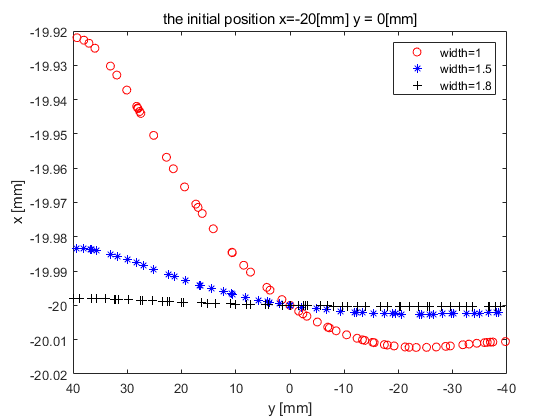 the initial position x=-20[mm] y = 0[mm]
-19.92
-19.93
-19.94
-19.95
-19.96
-19.97
-19.98
-19.99
-20
-20.01
-20.02
x [mm]
width=1
width=1.5
width=1.8
40 30 20 10 0 -10 -20 -30 -40
y [mm]